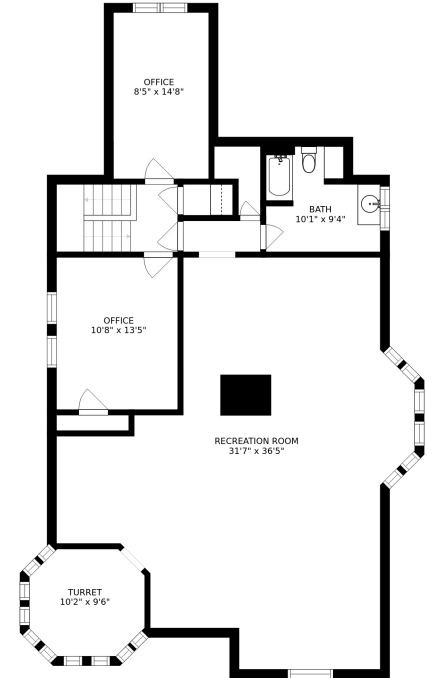 OFFICE
8'5" x 14'8"
BATH
10'1" x 9'4"
OFFICE
10'8" x 13'5"
RECREATION ROOM
31'7" x 36'5"
TURRET
10'2" x 9'6"